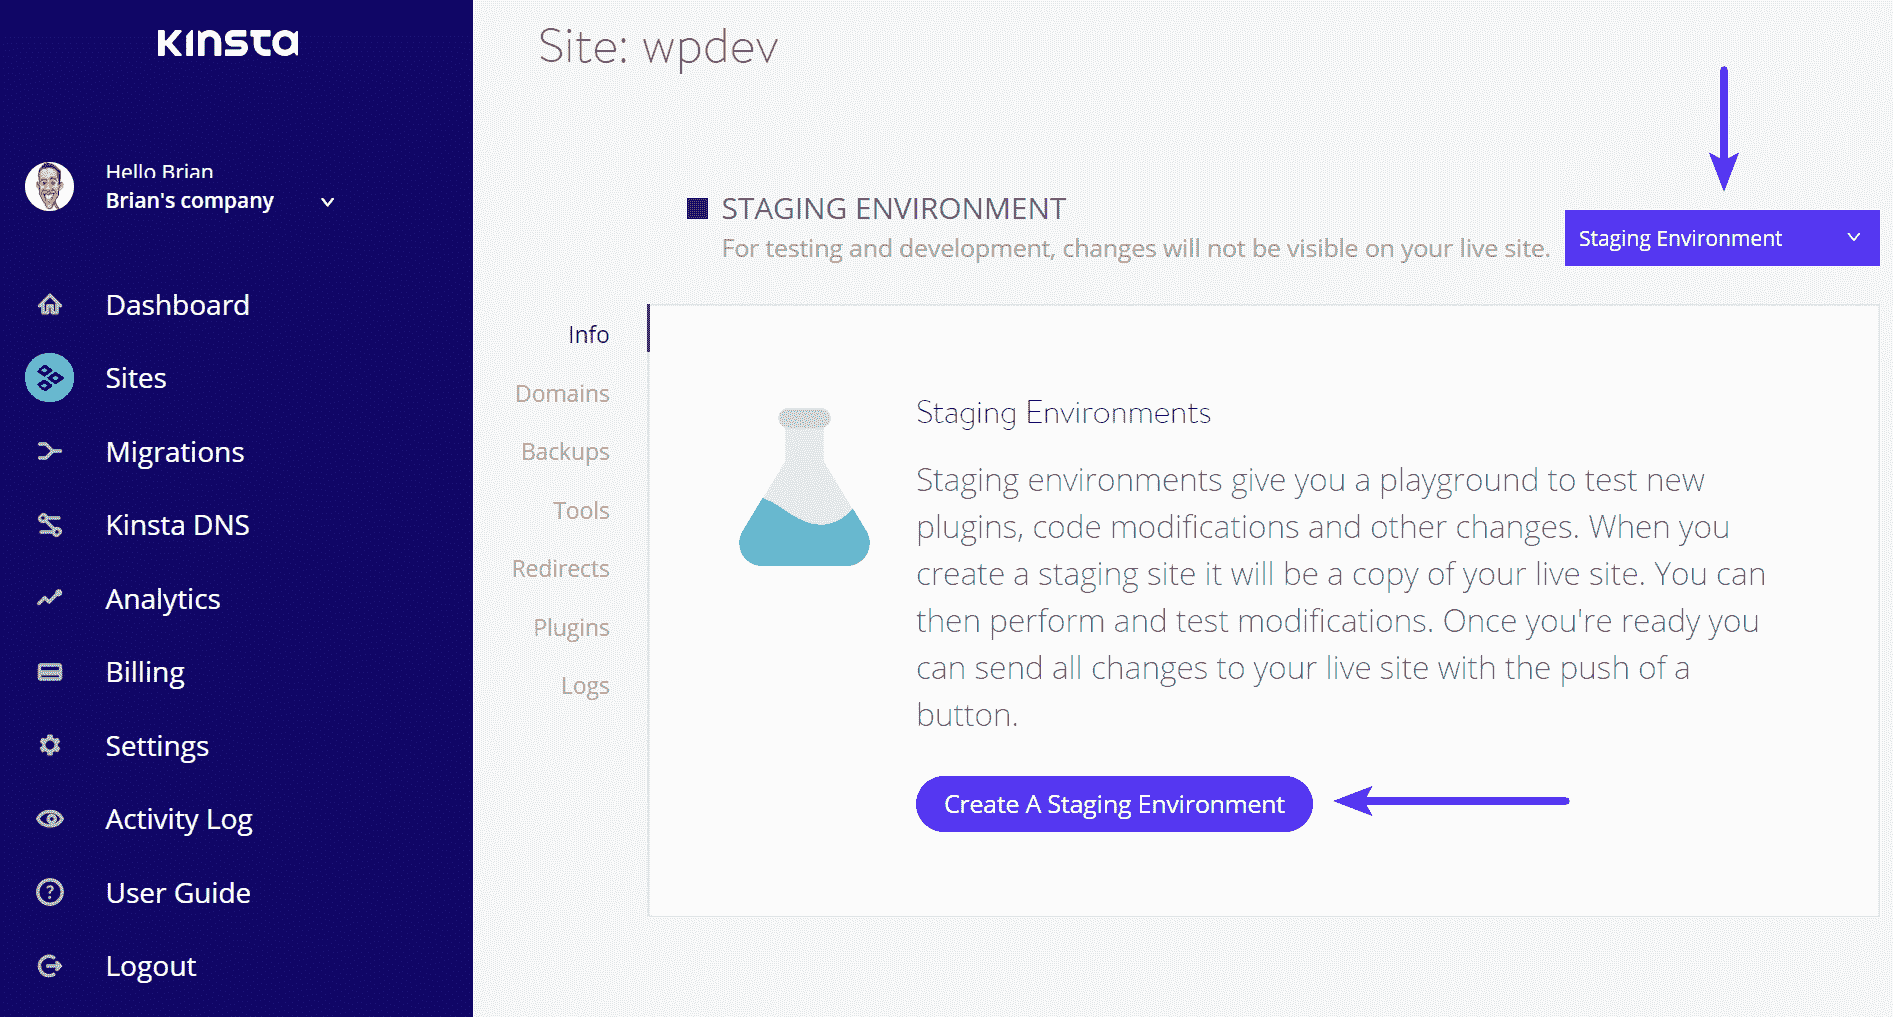 Kinsta
Hello Brian
Brian's company
Dashboard
Sites
Migrations
Kinsta DNS
Analytics
Billing
Settings
Activity Log
User Guide
Logout
Site: wpdev
STAGING ENVIRONMENT
For testing and development, changes will not be visible on your live site.
Staging Environment
Info
Domains
Backups
Tools
Redirects
Plugins
Logs
Staging Environments
Staging environments give you a playground to test new
plugins, code modifications and other changes. When you
create a staging site it will be a copy of your live site. You can
then perform and test modifications. Once you're ready you
can send all changes to your live site with the push of a
button.
Create A Staging Environment